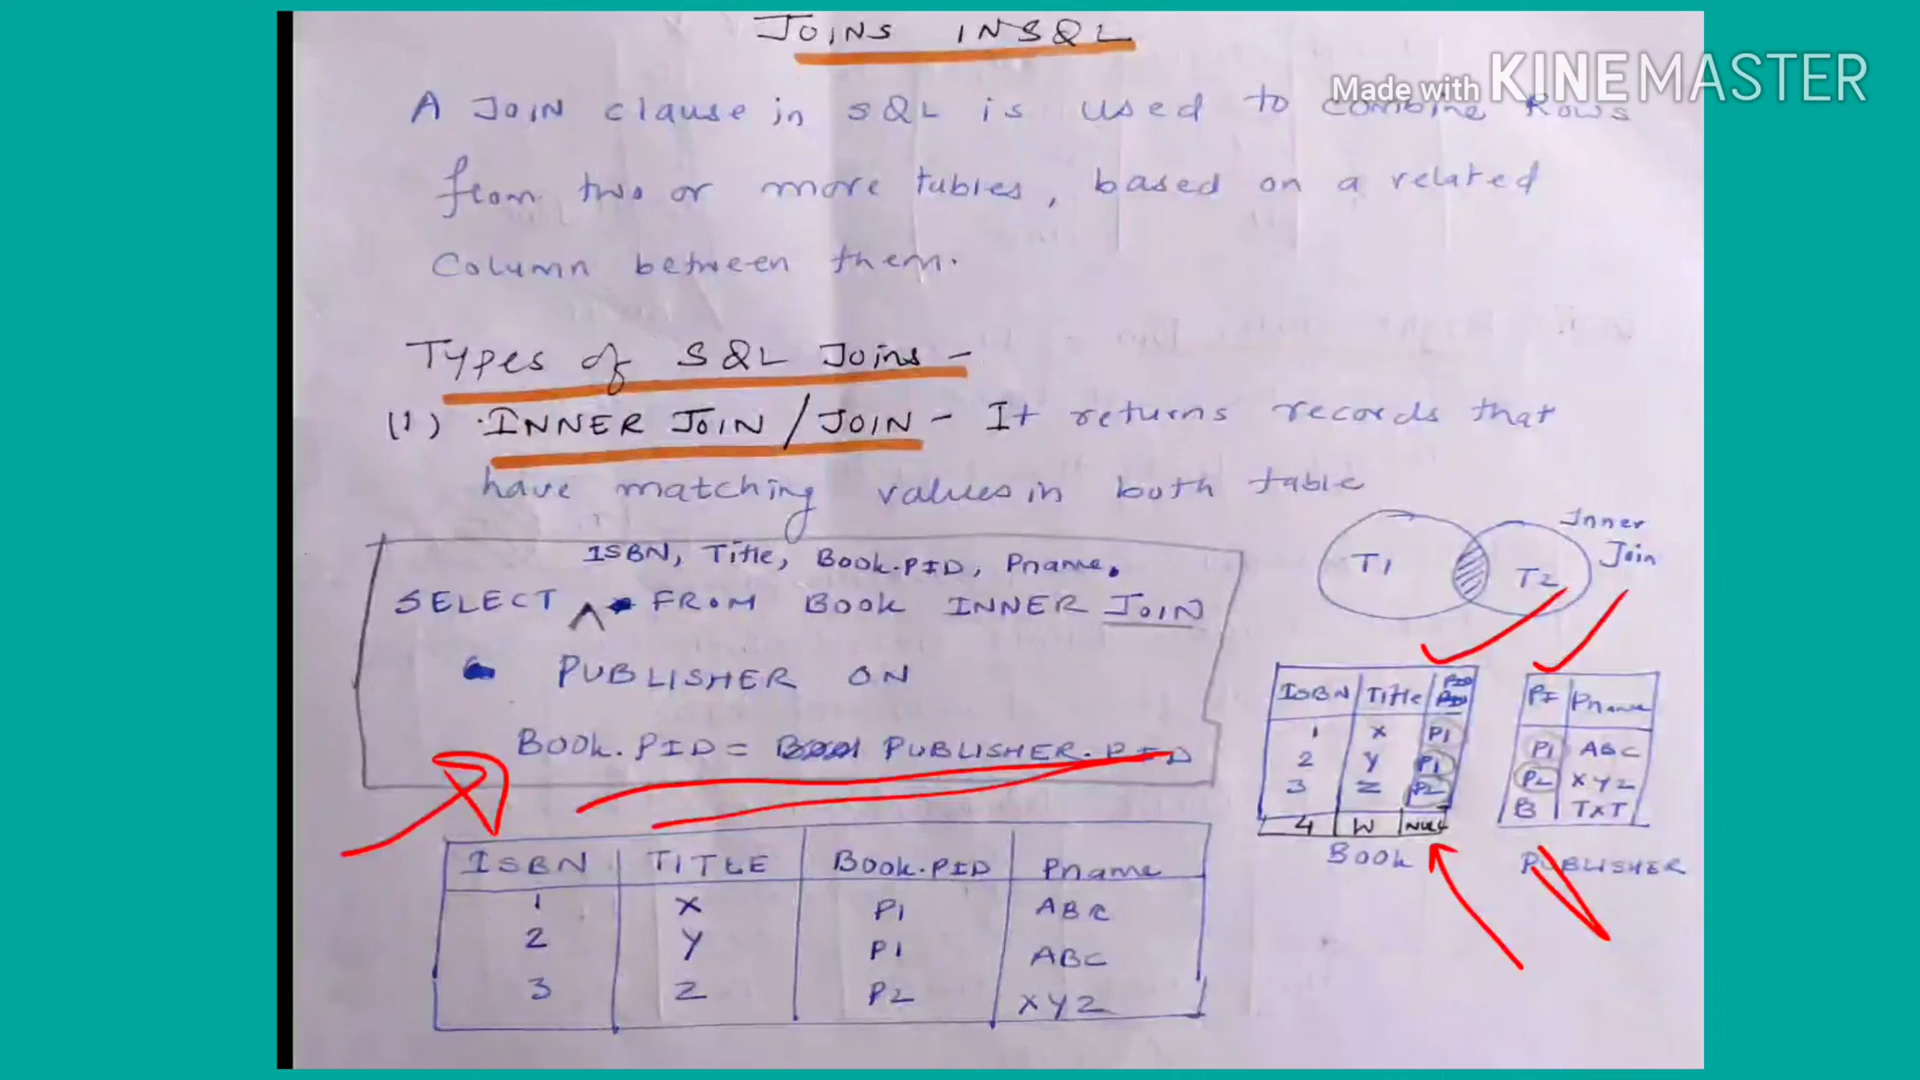 JOINS IN SQL
Made with KINEMASTER
A JOIN clause in SQL is used to combine Rows
from two or more tables, based on a related
Column between them.
Types of SQL Joins -
(1) INNER JOIN / JOIN - It returns records that
have matching values in both table
Inner
Join
T1
T2
ISBN, Title, Book.PID, Pname.
SELECT ^ FROM BOOK INNER JOIN
PUBLISHER ON
BOOK.PID = PUBLISHER.PID
ISBN Title PID
1 X P1
2 Y P1
3 Z P2
4 W Null
Book
PI Pname
P1 ABC
P2 XYZ
TXT
PUBLISHER
ISBN TITLE Book.PID Pname
1 X P1 ABC
2 Y P1 ABC
3 Z P2 XYZ